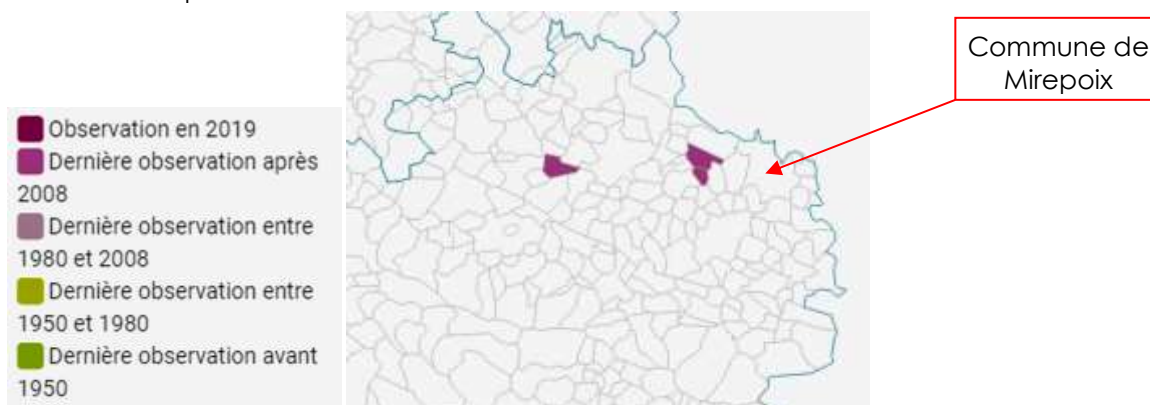 Observation en 2019
Dernière observation après
2008
Dernière observation entre
1980 et 2008
Dernière observation entre
1950 et 1980
Dernière observation avant
1950
Commune de
Mirepoix